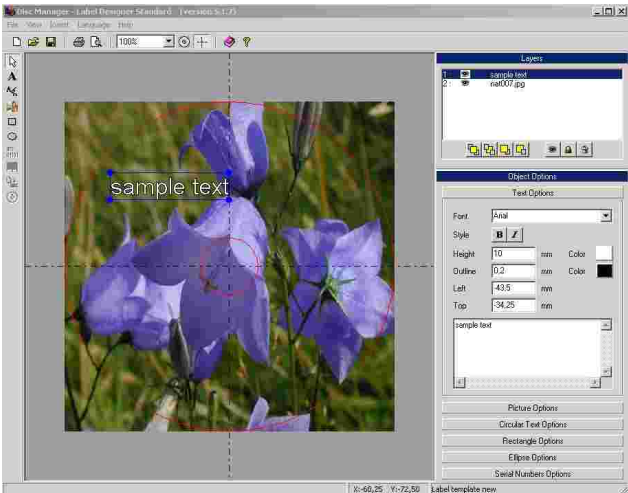 Disc Manager - Label Designer Standard (version 5.1.7)
File View Insert Language Help
100%
Layers
1: sample text
2: nat007.jpg
Object Options
Text Options
Font Arial
Style B I
Height 10 mm Color
Outline 0,2 mm Color
Left -43,5 mm
Top -34,25 mm
sample text
sample text
Picture Options
Circular Text Options
Rectangle Options
Ellipse Options
Serial Numbers Options
X:-60,25 Y:-72,50 Label template new